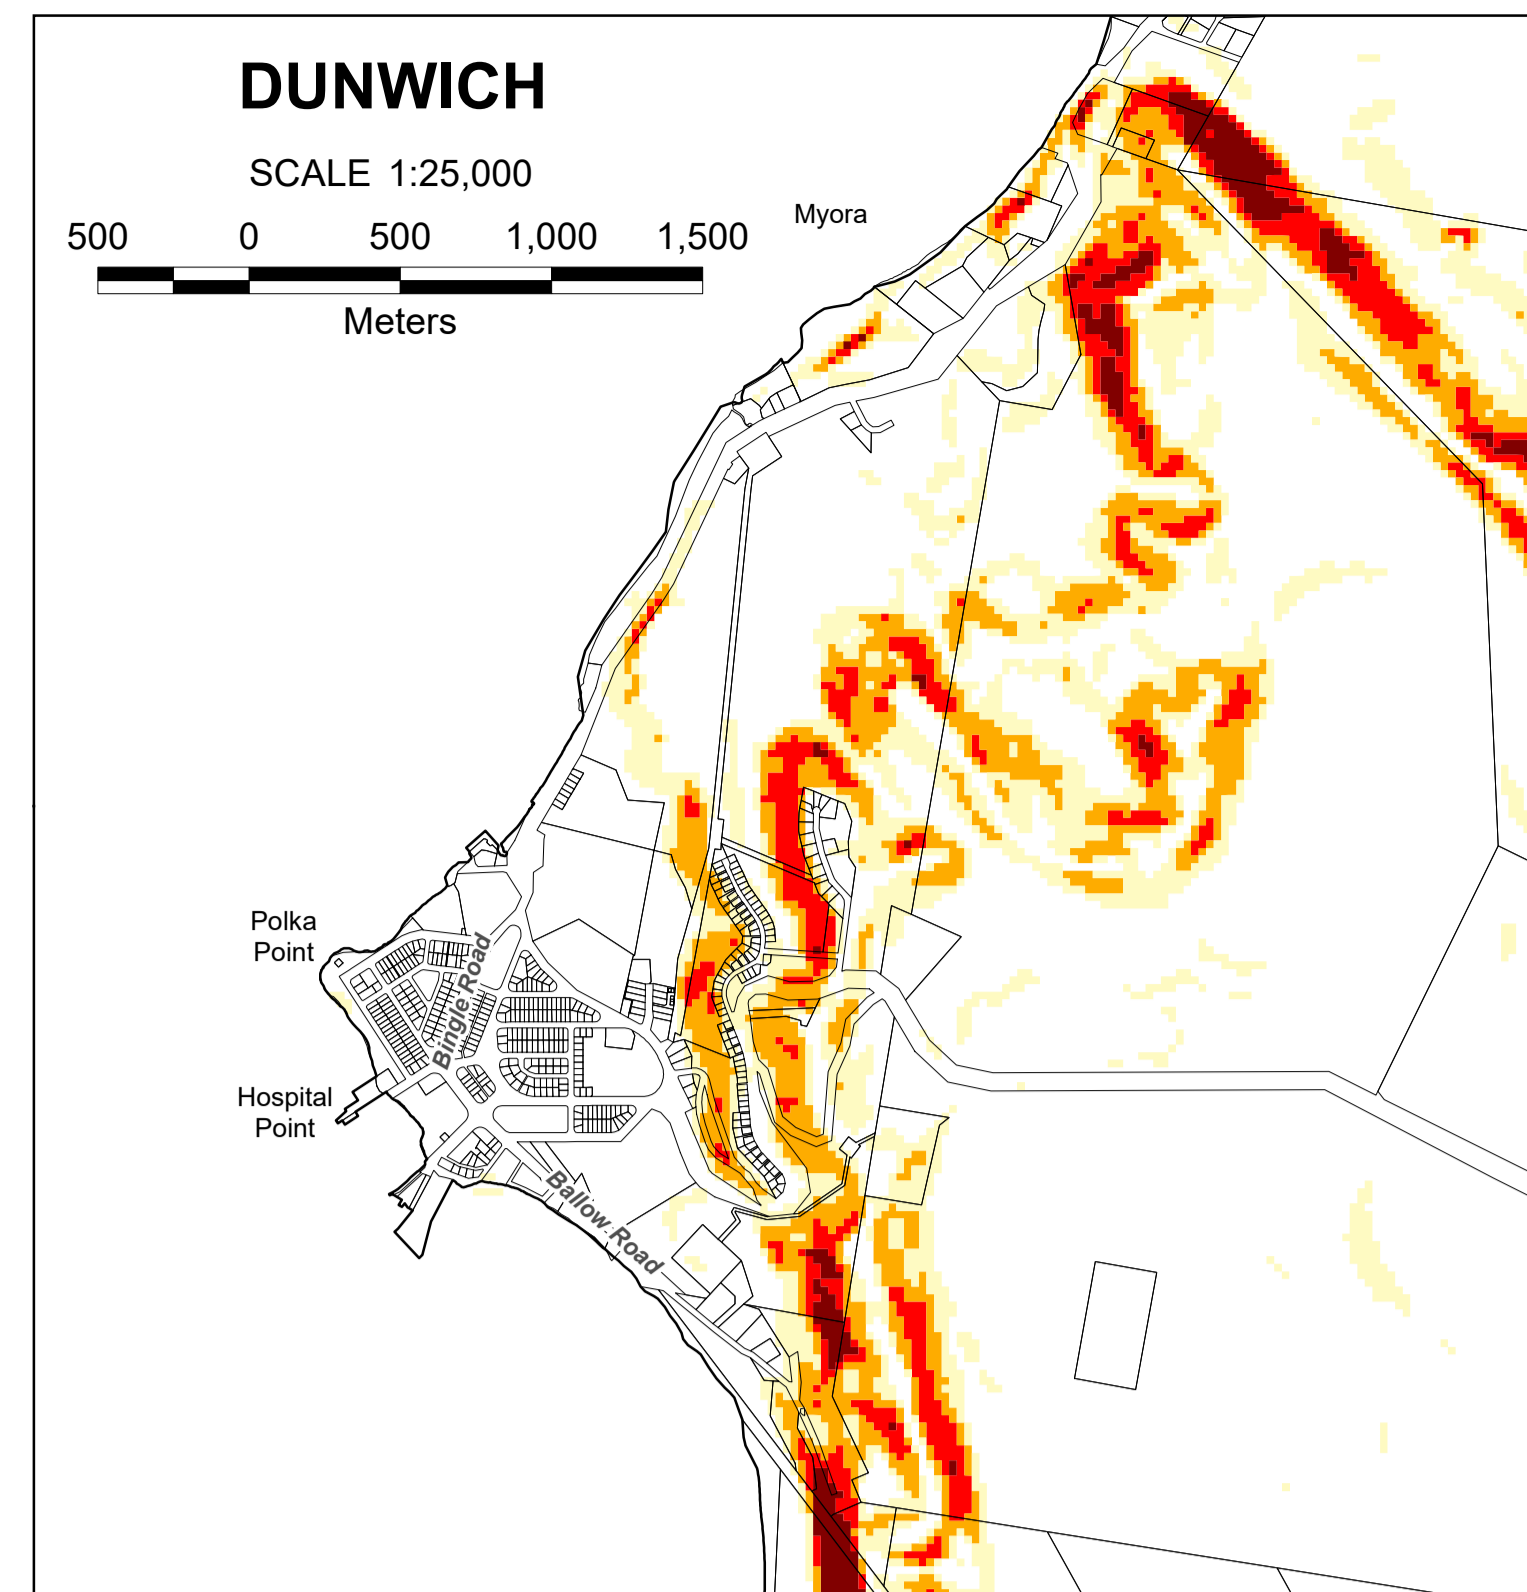 DUNWICH
SCALE 1:25,000
500 0 500 1,000 1,500
Meters
Myora
Polka
Point
Bingle Road
Hospital
Point
Ballow Road